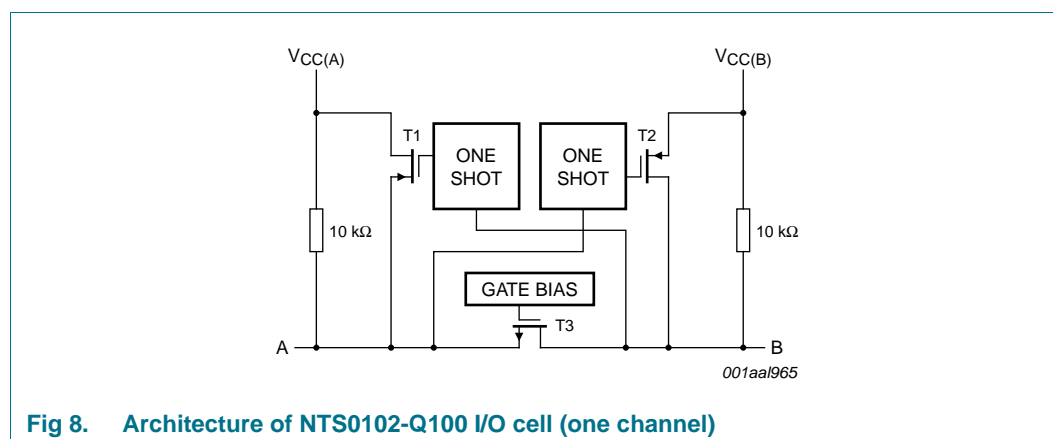 VCC(A)
VCC(B)
T1
ONE
SHOT
ONE
SHOT
T2
10 kΩ
10 kΩ
GATE BIAS
T3
A
B
001aal965
Fig 8. Architecture of NTS0102-Q100 I/O cell (one channel)